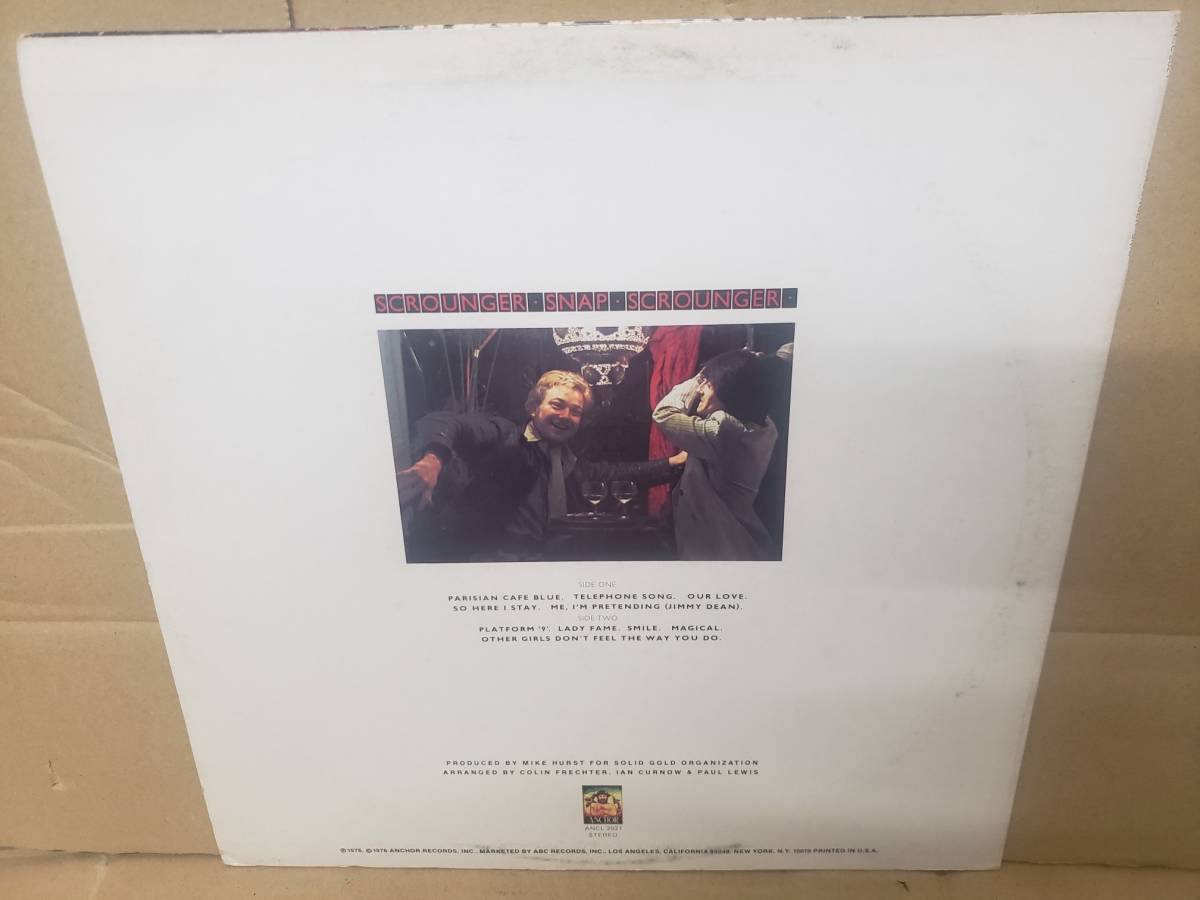 SCROUNGER · SNAP · SCROUNGER ·
SIDE ONE
PARISIAN CAFE BLUE. TELEPHONE SONG. OUR LOVE.
SO HERE I STAY. ME, I'M PRETENDING (JIMMY DEAN).
SIDE TWO
PLATFORM '9'. LADY FAME. SMILE. MAGICAL.
OTHER GIRLS DON'T FEEL THE WAY YOU DO.
PRODUCED BY MIKE HURST FOR SOLID GOLD ORGANIZATION
ARRANGED BY COLIN FRECHTER, IAN CURNOW & PAUL LEWIS
ANCHOR
ANCL 2021
STEREO
℗1976, ©1976 ANCHOR RECORDS, INC., MARKETED BY ABC RECORDS, INC., LOS ANGELES, CALIFORNIA 90048. NEW YORK, N.Y. 10019 PRINTED IN U.S.A.